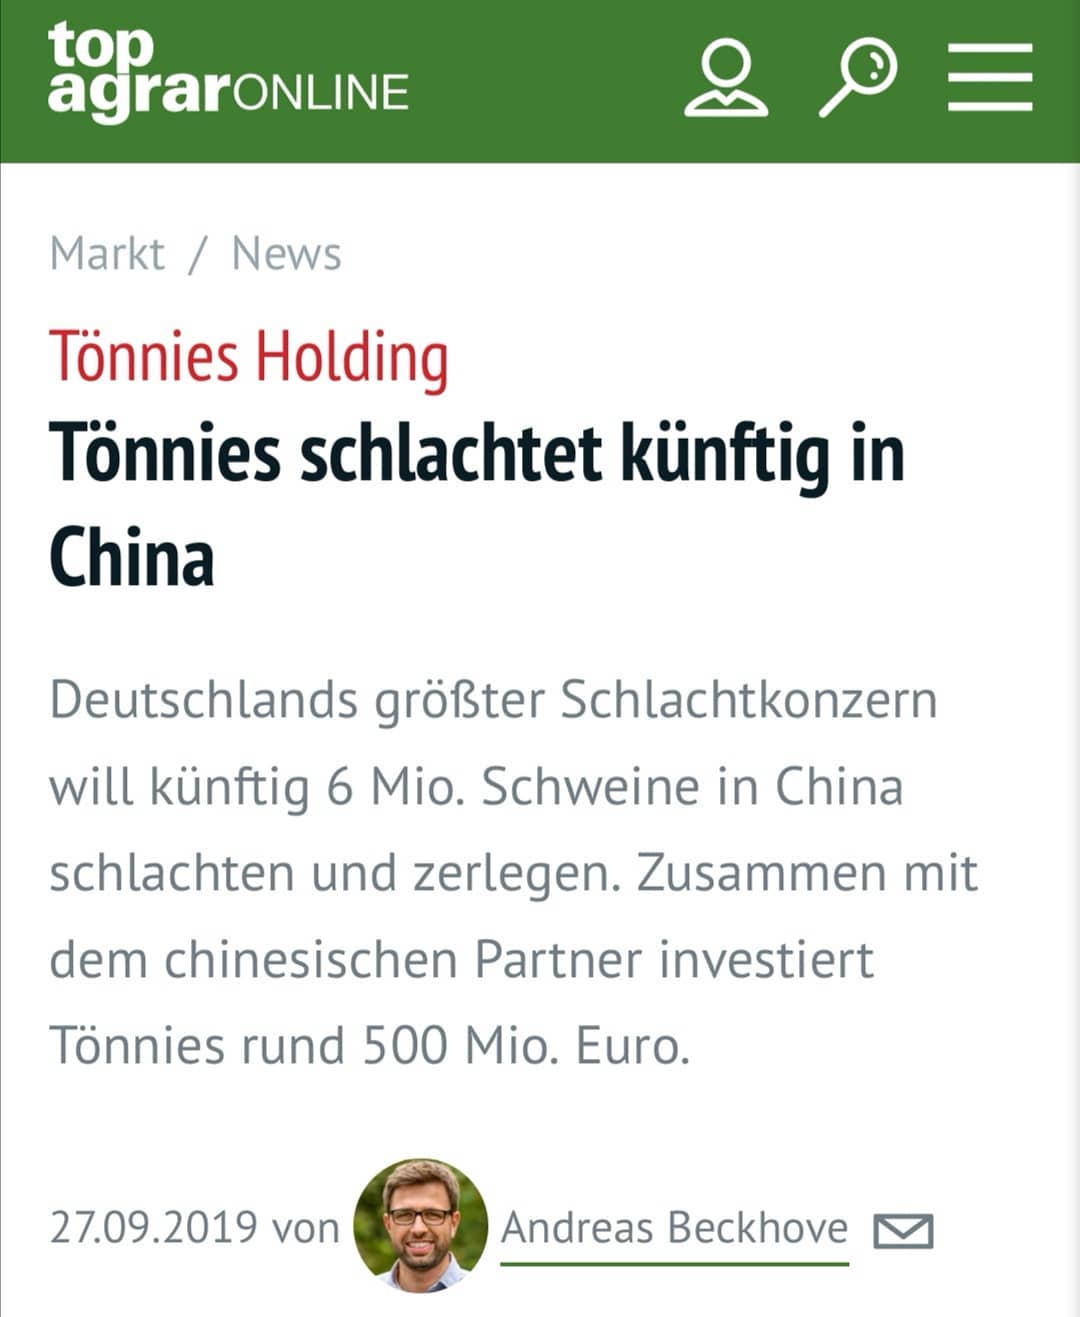 top
agrarONLINE
Markt / News
Tönnies Holding
Tönnies schlachtet künftig in
China
Deutschlands größter Schlachtkonzern
will künftig 6 Mio. Schweine in China
schlachten und zerlegen. Zusammen mit
dem chinesischen Partner investiert
Tönnies rund 500 Mio. Euro.
27.09.2019 von Andreas Beckhove